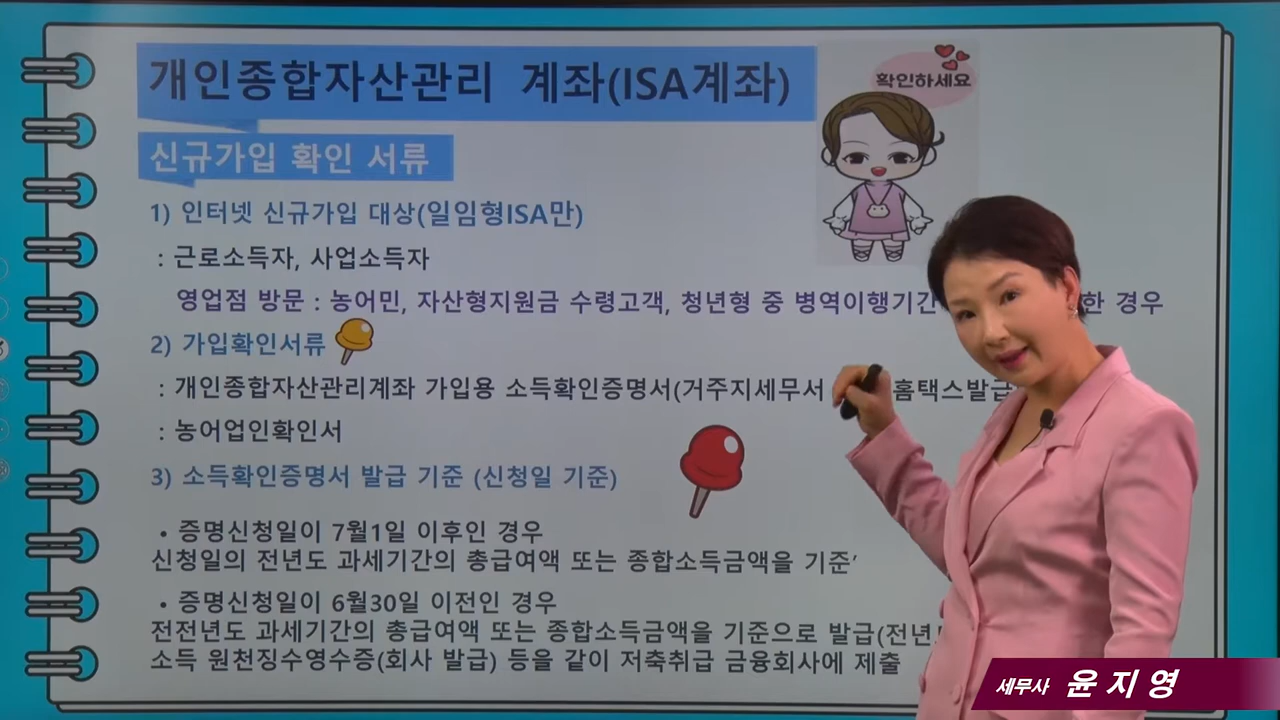 개인종합자산관리 계좌(ISA계좌)
확인하세요
신규가입 확인 서류
1) 인터넷 신규가입 대상(일임형ISA만)
: 근로소득자, 사업소득자
영업점 방문 : 농어민, 자산형지원금 수령고객, 청년형 중 병역이행기간 한 경우
2) 가입확인서류
: 개인종합자산관리계좌 가입용 소득확인증명서(거주지세무서 홈택스발급
: 농어업인확인서
3) 소득확인증명서 발급 기준 (신청일 기준)
• 증명신청일이 7월1일 이후인 경우
신청일의 전년도 과세기간의 총급여액 또는 종합소득금액을 기준′
• 증명신청일이 6월30일 이전인 경우
전전년도 과세기간의 총급여액 또는 종합소득금액을 기준으로 발급(전년
소득 원천징수영수증(회사 발급) 등을 같이 저축취급 금융회사에 제출
세무사 윤지영